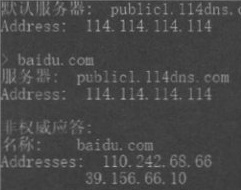 默认服务器:  public1.114dns.
Address:  114.114.114.114
> baidu.com
服务器:  public1.114dns.com
Address:  114.114.114.114
非权威应答:
名称:    baidu.com
Addresses:  110.242.68.66
39.156.66.10